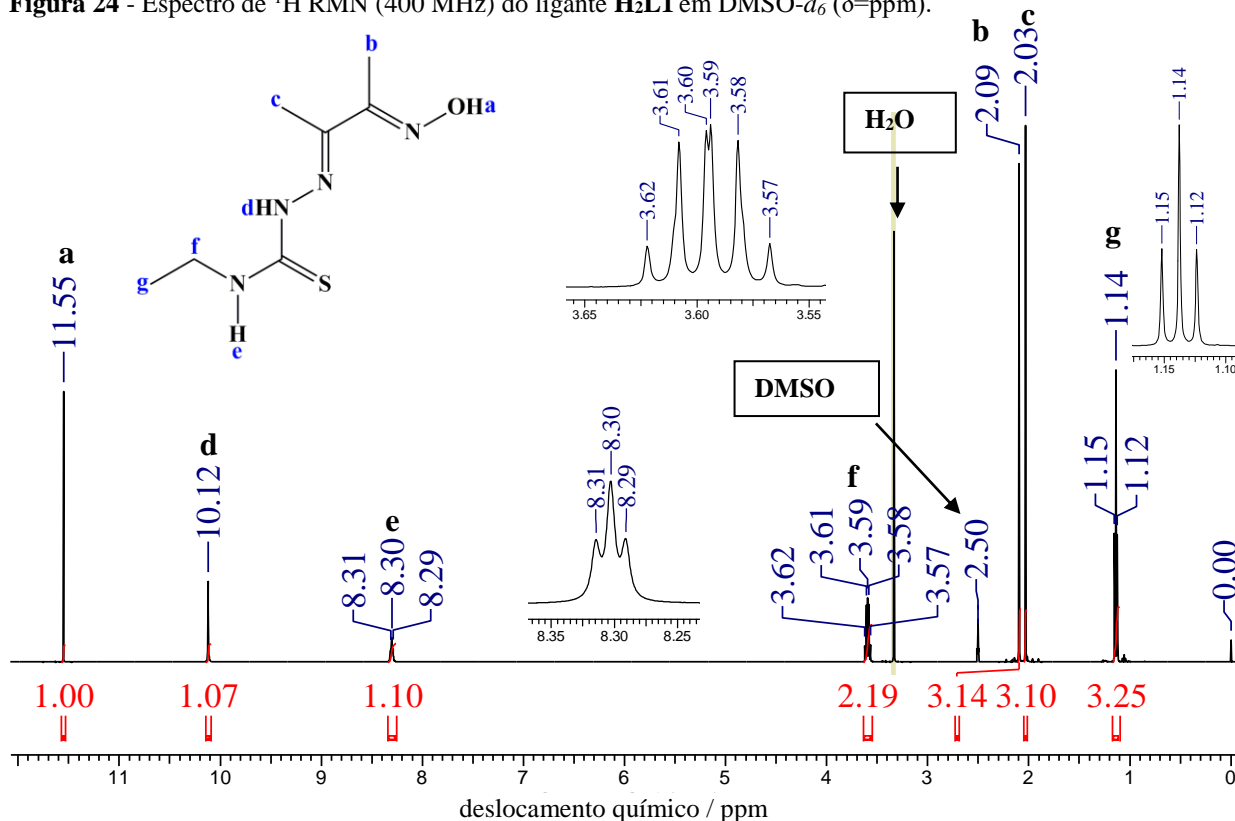 Figura 24 - Espectro de ¹H RMN (400 MHz) do ligante H₂L1 em DMSO-d₆ (δ=ppm).
b
c
OHa
N
N
dHN
f
g
N
S
H
e
3.62
3.61
3.60
3.59
3.58
3.57
3.65
3.60
3.55
H₂O
b
c
2.09
2.03
1.15
1.14
1.12
1.15
1.10
a
11.55
d
10.12
e
8.31
8.30
8.29
8.31
8.30
8.29
8.35
8.30
8.25
DMSO
f
3.62
3.61
3.59
3.58
3.57
2.50
g
1.15
1.14
1.12
0.00
1.00
1.07
1.10
2.19
3.14
3.10
3.25
11 10 9 8 7 6 5 4 3 2 1 0
deslocamento químico / ppm